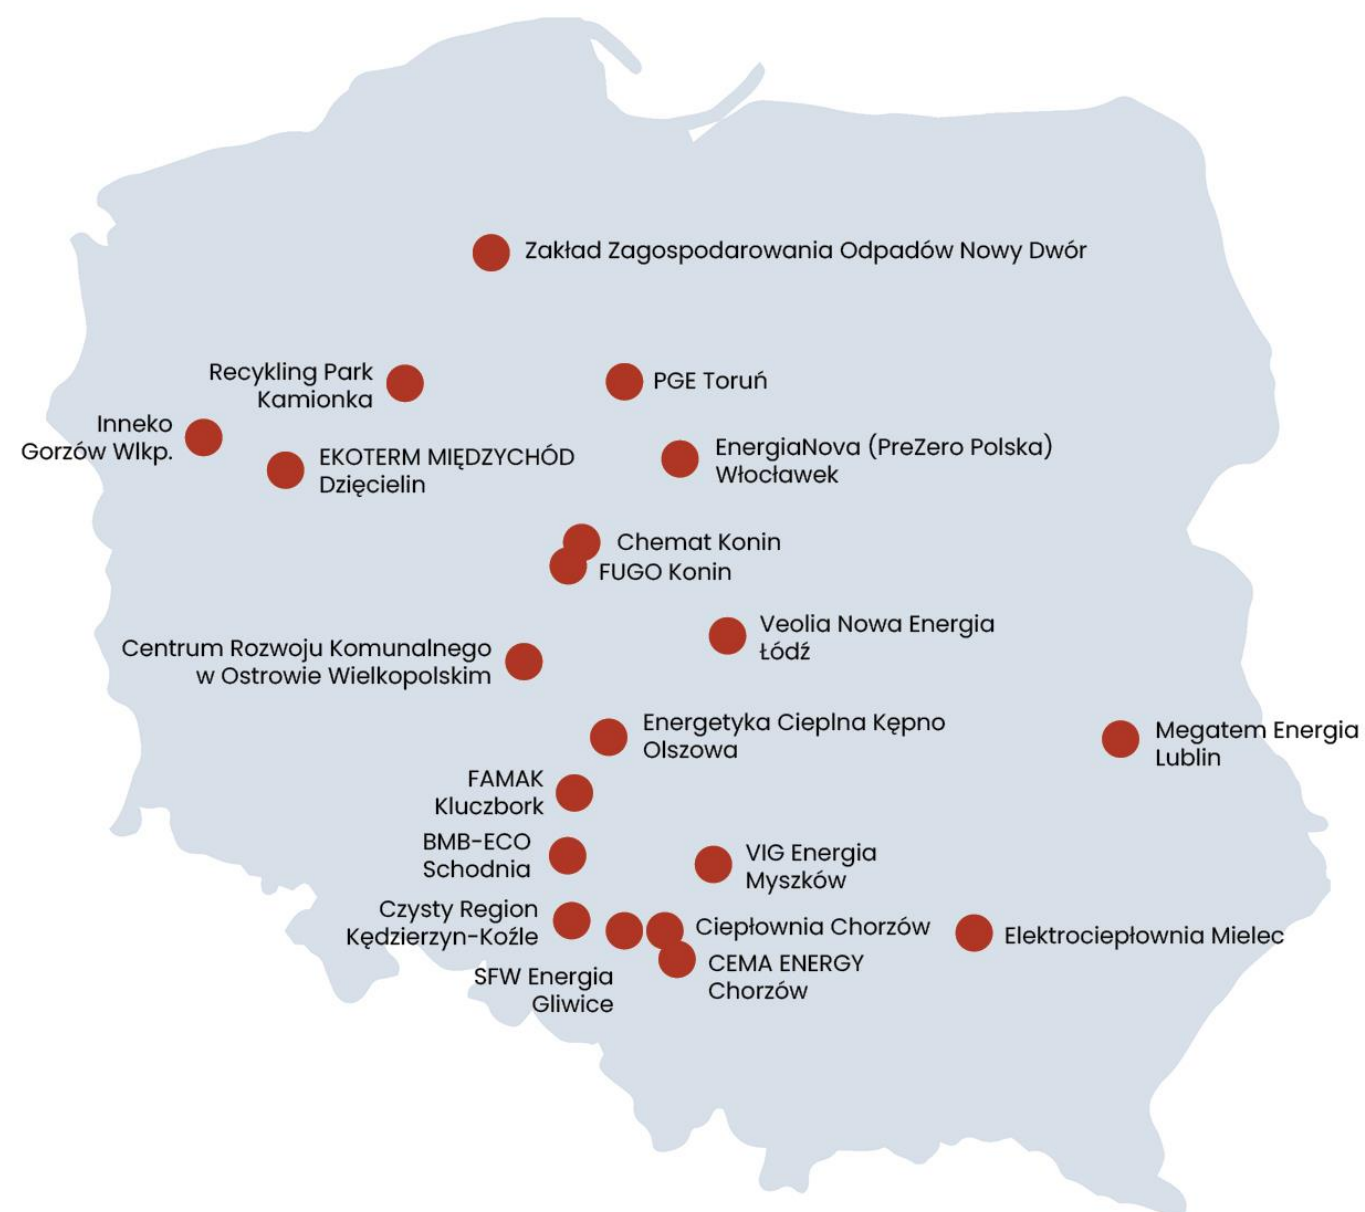 Zakład Zagospodarowania Odpadów Nowy Dwór
Recykling Park
Kamionka
PGE Toruń
Inneko
Gorzów Wlkp.
EKOTERM MIĘDZYCHÓD
Dzięcielin
EnergiaNova (PreZero Polska)
Włocławek
Chemat Konin
FUGO Konin
Veolia Nowa Energia
Łódź
Centrum Rozwoju Komunalnego
w Ostrowie Wielkopolskim
Energetyka Cieplna Kępno
Olszowa
Megatem Energia
Lublin
FAMAK
Kluczbork
BMB-ECO
Schodnia
VIG Energia
Myszków
Czysty Region
Kędzierzyn-Koźle
Ciepłownia Chorzów
Elektrociepłownia Mielec
SFW Energia
Gliwice
CEMA ENERGY
Chorzów